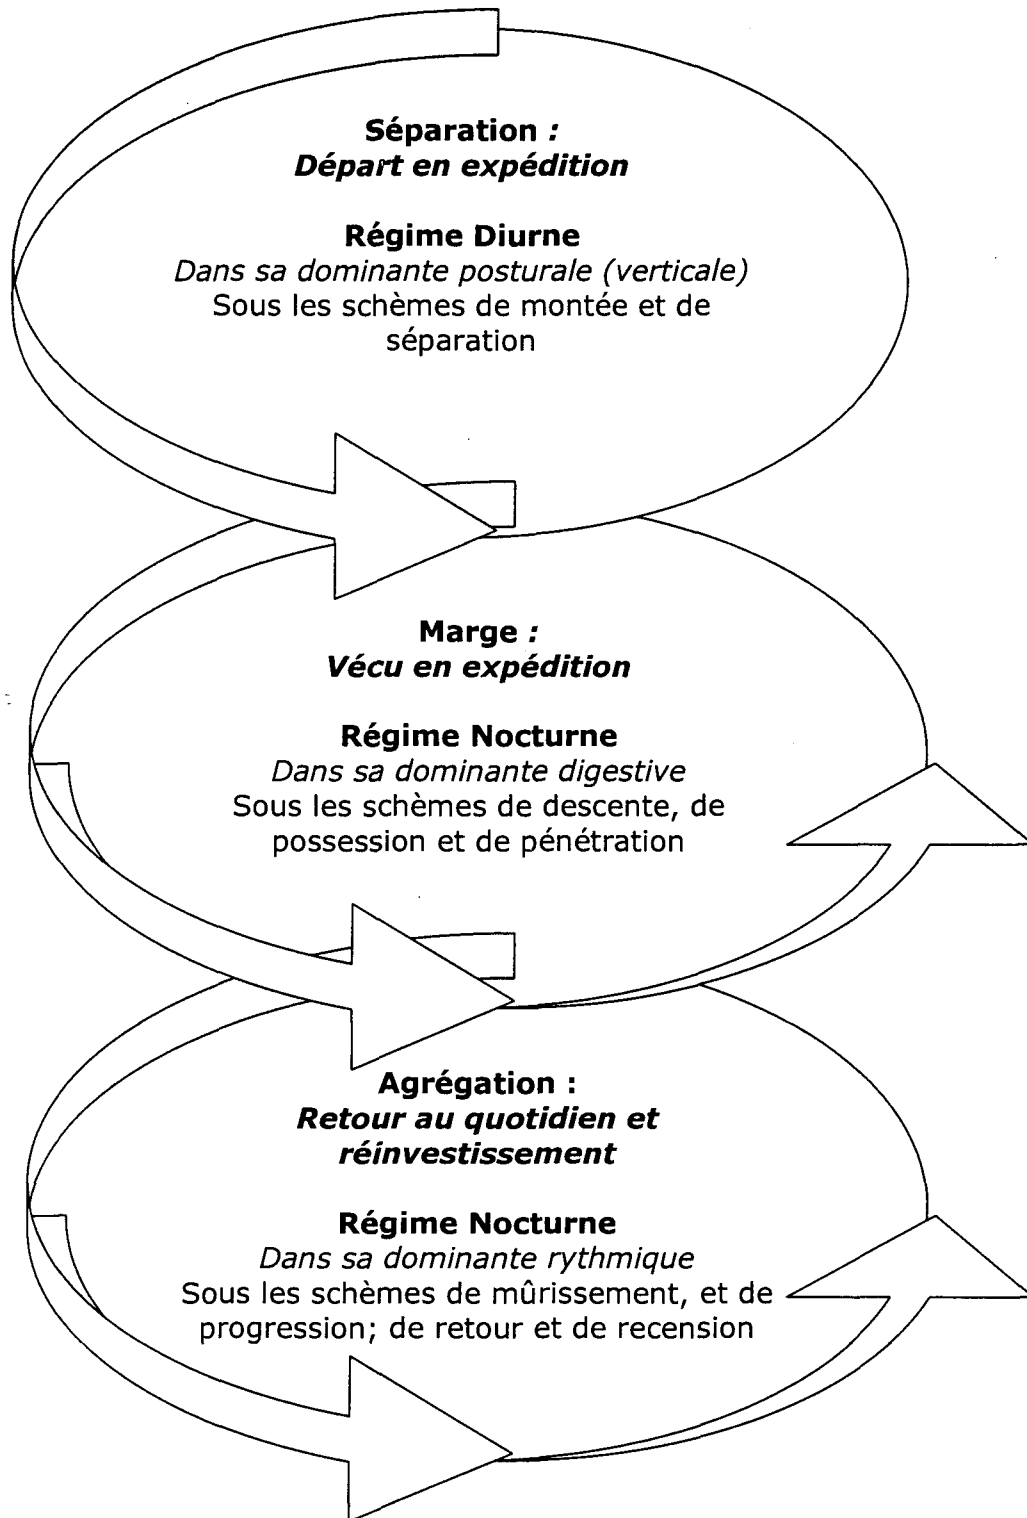 Séparation :
Départ en expédition
Régime Diurne
Dans sa dominante posturale (verticale)
Sous les schèmes de montée et de
séparation
Marge :
Vécu en expédition
Régime Nocturne
Dans sa dominante digestive
Sous les schèmes de descente, de
possession et de pénétration
Agrégation :
Retour au quotidien et
réinvestissement
Régime Nocturne
Dans sa dominante rythmique
Sous les schèmes de mûrissement, et de
progression; de retour et de recension